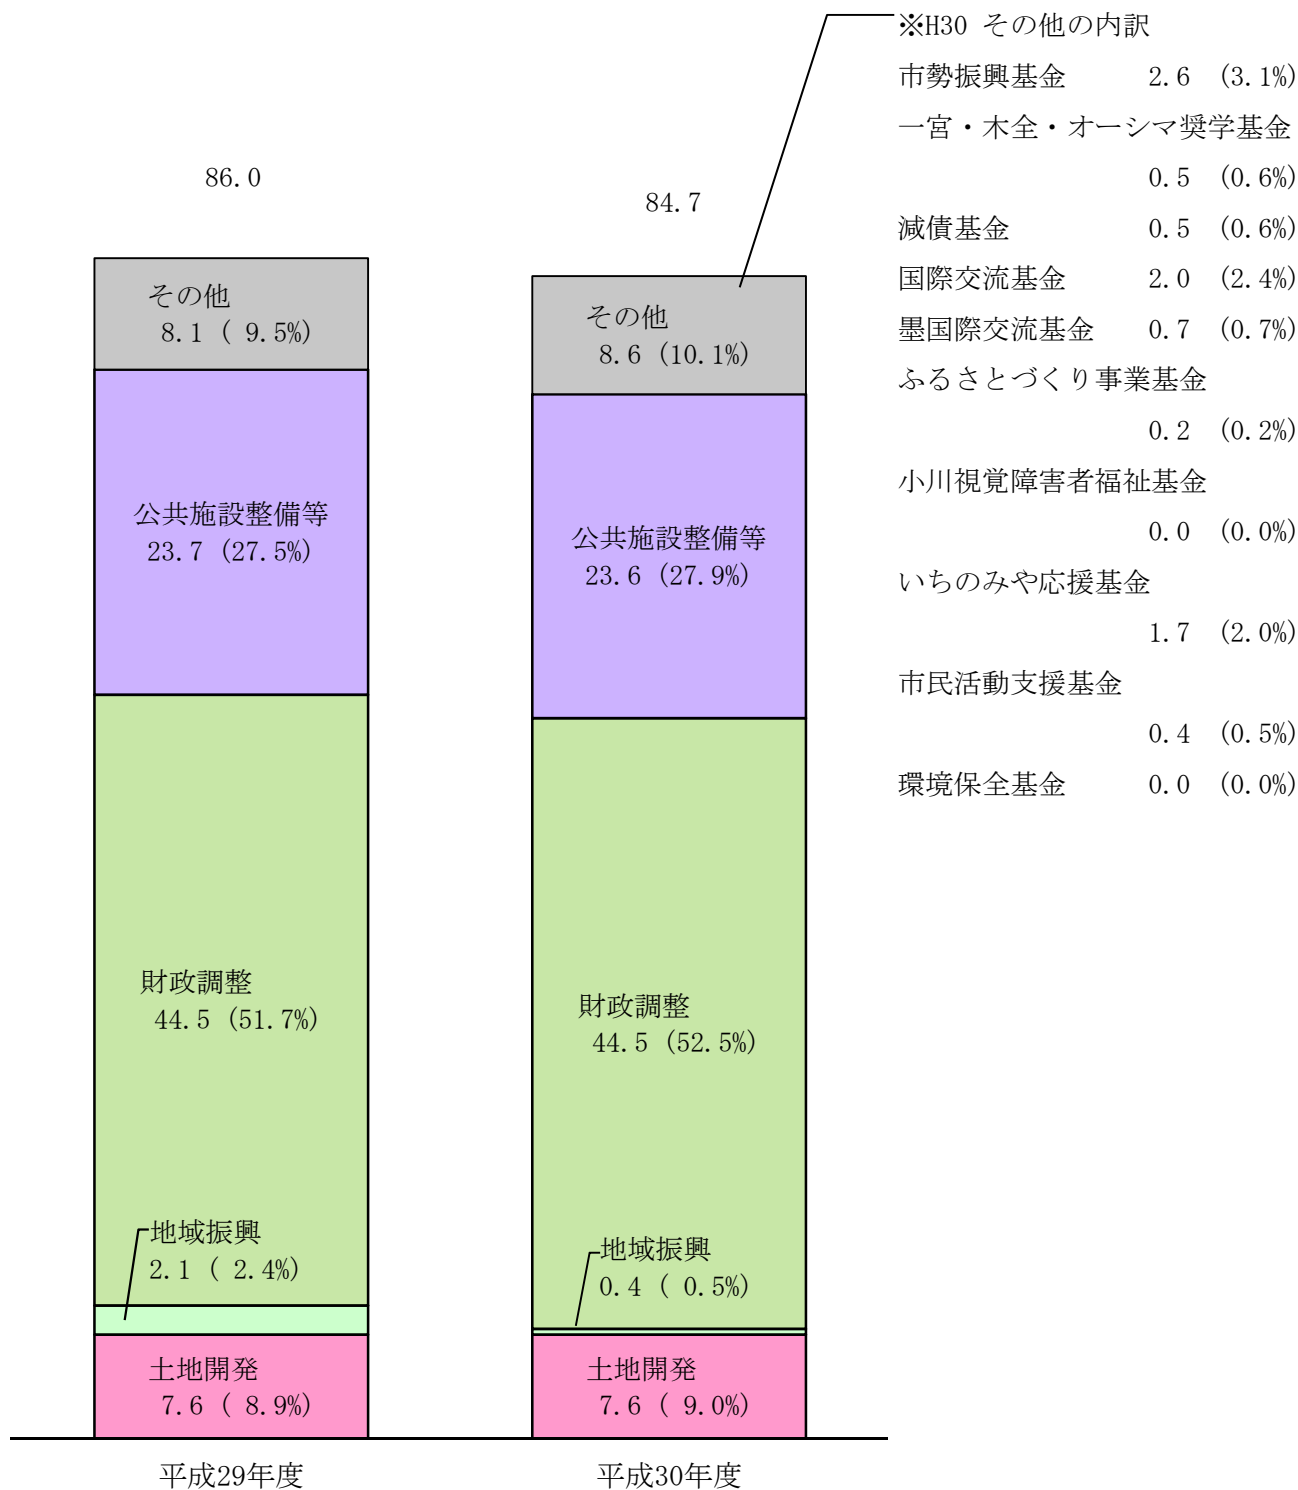 ※H30 その他の内訳
市勢振興基金 2.6 (3.1%)
一宮・木全・オーシマ奨学基金
0.5 (0.6%)
減債基金 0.5 (0.6%)
国際交流基金 2.0 (2.4%)
墨国際交流基金 0.7 (0.7%)
ふるさとづくり事業基金
0.2 (0.2%)
小川視覚障害者福祉基金
0.0 (0.0%)
いちのみや応援基金
1.7 (2.0%)
市民活動支援基金
0.4 (0.5%)
環境保全基金 0.0 (0.0%)
86.0
その他
8.1 ( 9.5%)
公共施設整備等
23.7 (27.5%)
財政調整
44.5 (51.7%)
地域振興
2.1 ( 2.4%)
土地開発
7.6 ( 8.9%)
平成29年度
84.7
その他
8.6 (10.1%)
公共施設整備等
23.6 (27.9%)
財政調整
44.5 (52.5%)
地域振興
0.4 ( 0.5%)
土地開発
7.6 ( 9.0%)
平成30年度